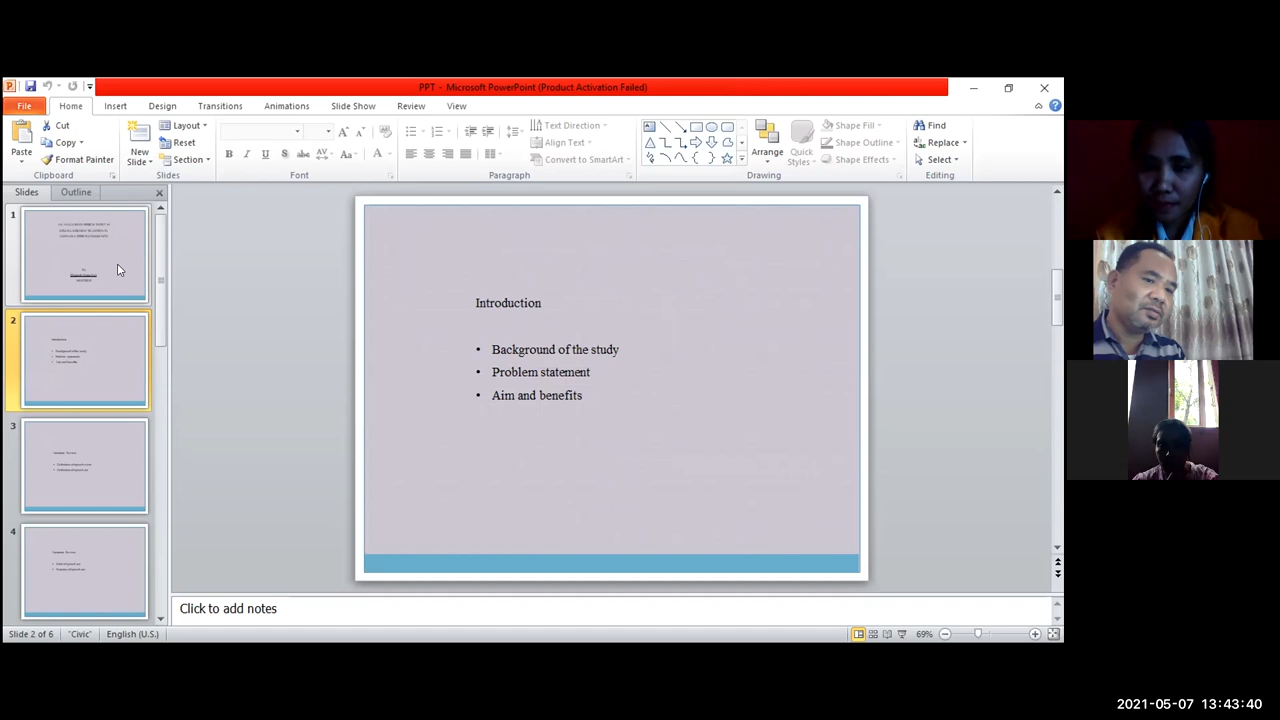 PPT - Microsoft PowerPoint (Product Activation Failed)
File Home Insert Design Transitions Animations Slide Show Review View
Paste
Cut
Copy
Format Painter
Clipboard
New Slide
Layout
Reset
Section
Slides
Font
Text Direction
Align Text
Convert to SmartArt
Paragraph
Arrange
Quick Styles
Shape Fill
Shape Outline
Shape Effects
Drawing
Find
Replace
Select
Editing
Slides Outline
1
2
3
4
Introduction
• Background of the study
• Problem statement
• Aim and benefits
Click to add notes
Slide 2 of 6 "Civic" English (U.S.) 69%
2021-05-07 13:43:40